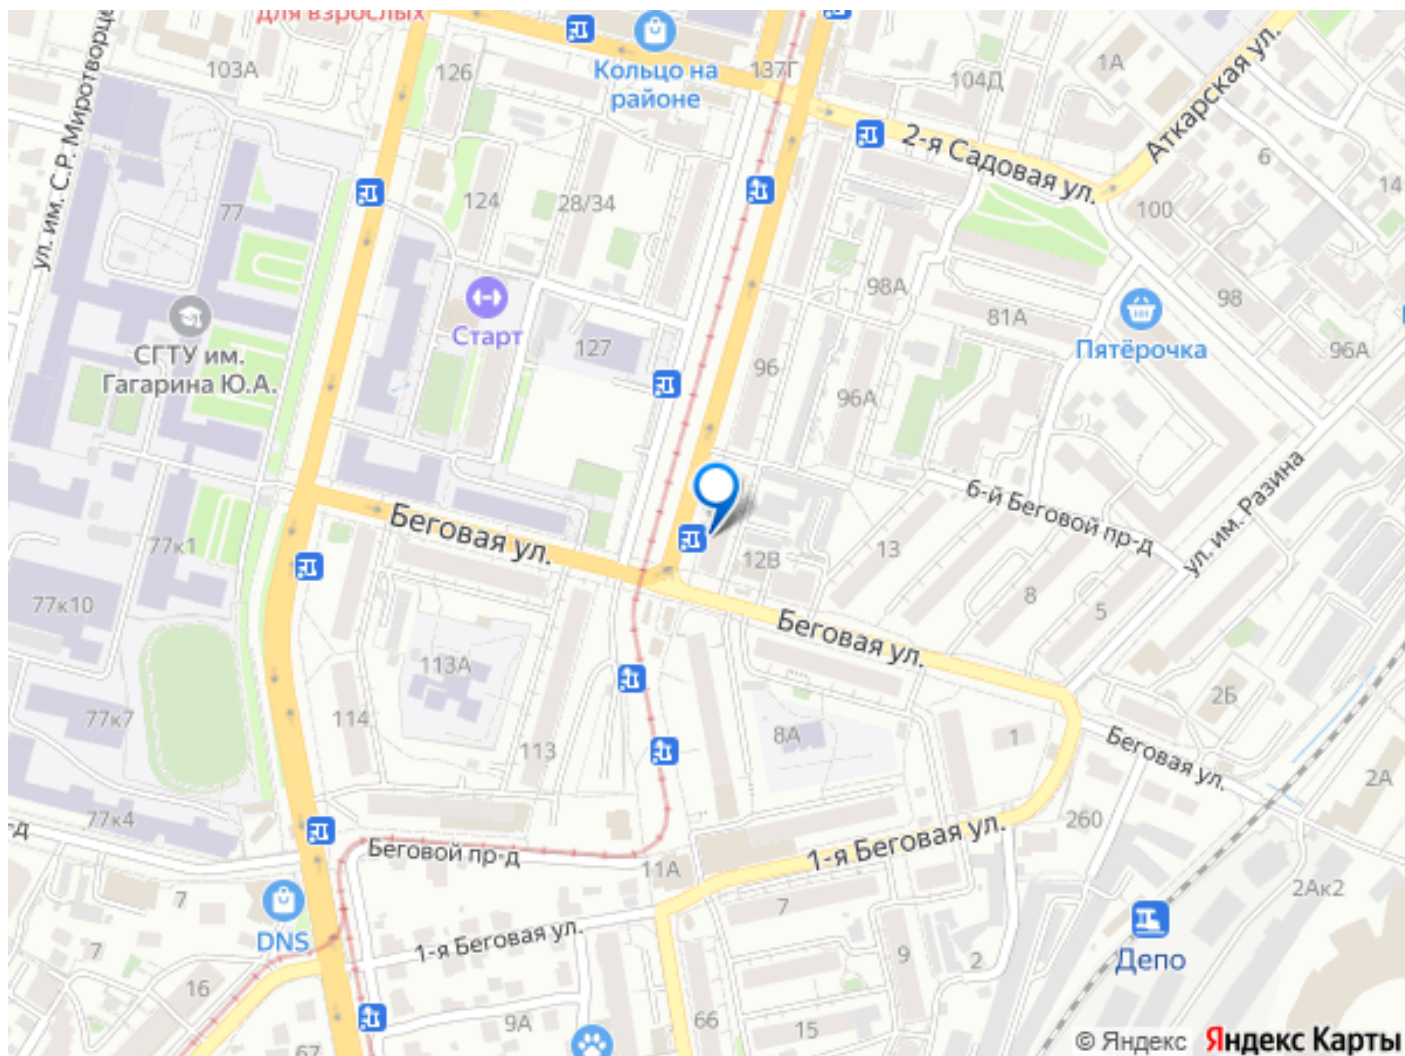 для взрослых
103А
126
Кольцо на
районе
137Г
104Д
1А
Аткарская ул.
ул. им. С.Р. Миротворце
2-я Садовая ул.
6
14
77
124
28/34
100
98А
98
СГТУ им.
Гагарина Ю.А.
Старт
127
81А
Пятёрочка
96А
96
96А
Беговая ул.
6-й Беговой пр-д
ул. им. Разина
77к1
12В
13
77к10
8
5
Беговая ул.
113А
2Б
77к7
114
113
8А
1
Беговая ул.
2А
77к4
260
-д
Беговой пр-д
11А
1-я Беговая ул.
7
7
2Ак2
DNS
1-я Беговая ул.
7
9
2
Депо
16
9А
66
15
67
© Яндекс Яндекс Карты